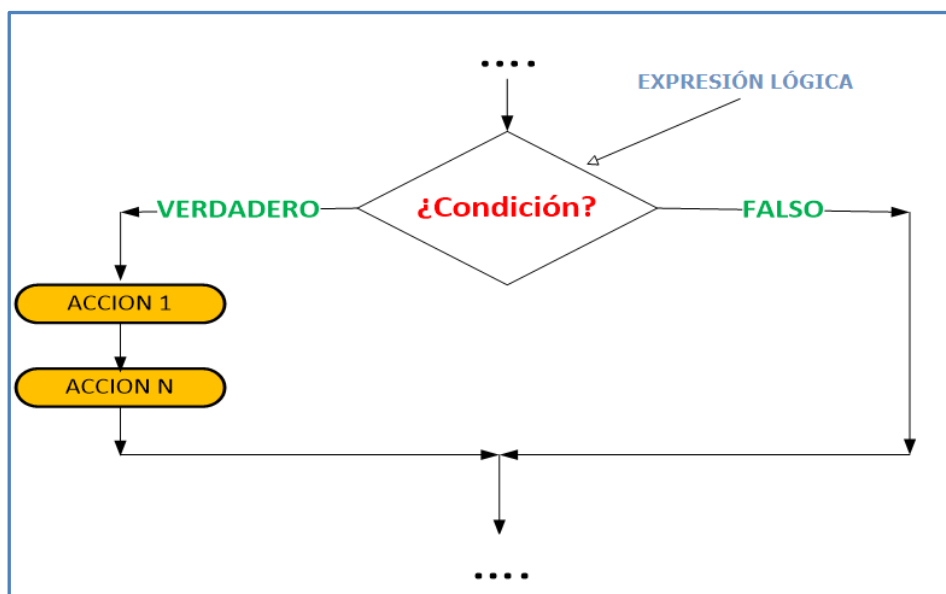 ....
EXPRESIÓN LÓGICA
VERDADERO
¿Condición?
FALSO
ACCION 1
ACCION N
....